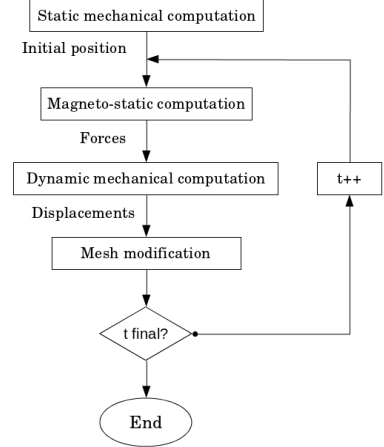 Static mechanical computation
Initial position
Magneto-static computation
Forces
Dynamic mechanical computation
t++
Displacements
Mesh modification
t final?
End